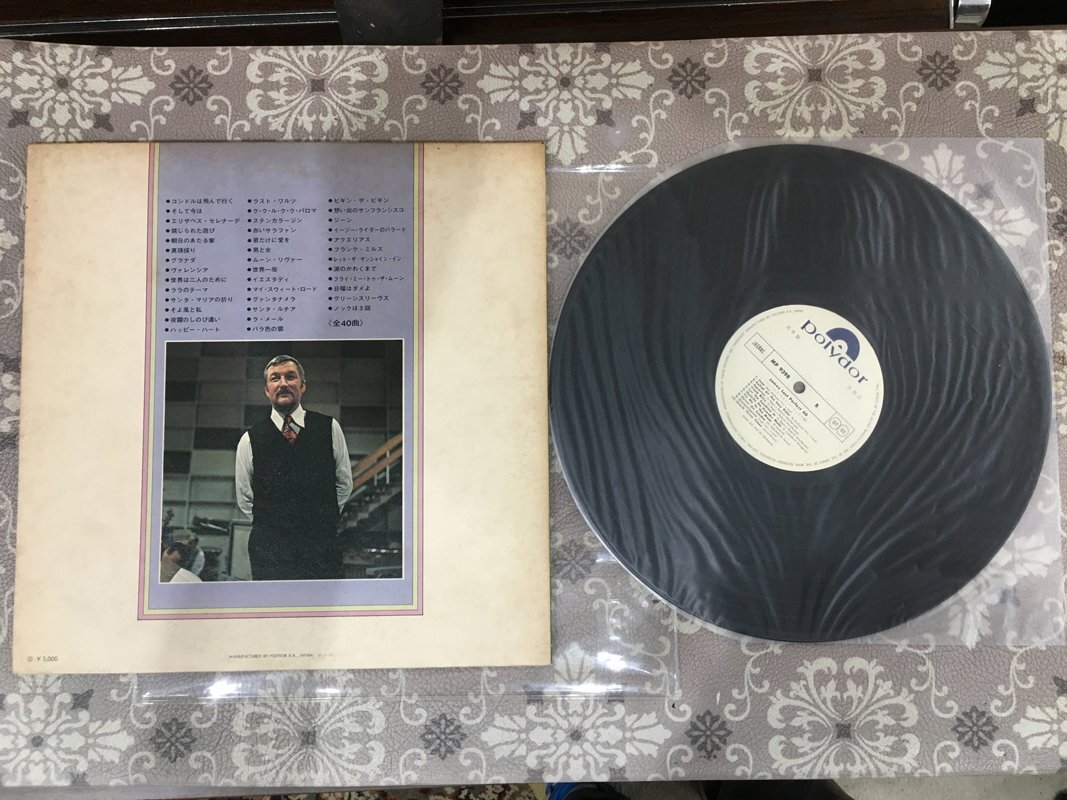 ●コンドルは飛んで行く
●そして今は
●エリザベス・セレナーデ
●禁じられた遊び
●朝日のあたる家
●真珠採り
●グラナダ
●ヴァレンシア
●世界は二人のために
●ララのテーマ
●サンタ・マリアの祈り
●そよ風と私
●夜霧のしのび逢い
●ハッピー・ハート
●ラスト・ワルツ
●ク・ク・ル・ク・ク・パロマ
●ステンカラージン
●赤いサラファン
●君だけに愛を
●男と女
●ムーン・リヴァー
●世界一周
●イエスタディ
●マイ・スウィート・ロード
●グァンタナメラ
●サンタ・ルチア
●ラ・メール
●バラ色の雲
●ビギン・ザ・ビギン
●想い出のサンフランシスコ
●ジーン
●イージー・ライダーのバラード
●アクエリアス
●フランク・ミルズ
●レット・ザ・サンシャイン・イン
●涙のかわくまで
●フライ・ミー・トゥ・ザ・ムーン
●日曜はダメよ
●グリーンスリーヴス
●ノックは3回
《全40曲》
¥3,000
MANUFACTURED BY POLYDOR K.K., JAPAN
polydor
MP 9398
James Last Perfect 40